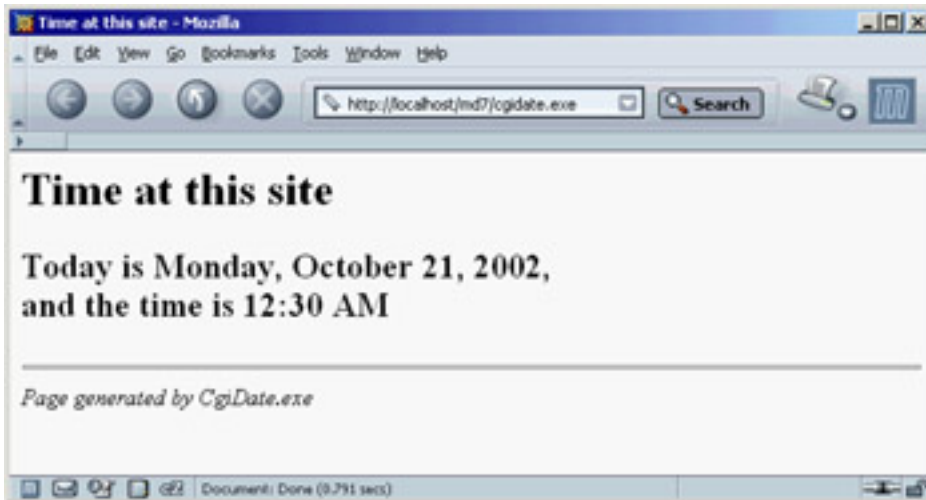 Time at this site - Mozilla
File Edit View Go Bookmarks Tools Window Help
http://localhost/md7/cgidate.exe Search
Time at this site
Today is Monday, October 21, 2002,
and the time is 12:30 AM
Page generated by CgiDate.exe
Document: Done (0.791 secs)